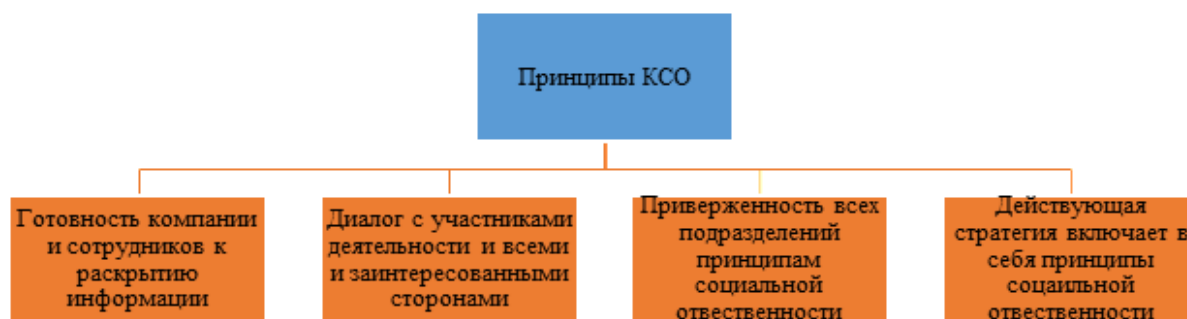 Принципы КСО
Готовность компании
и сотрудников к
раскрытию
информации
Диалог с участниками
деятельности и всеми
и заинтересованными
сторонами
Приверженность всех
подразделений
принципам
социальной
отвественности
Действующая
стратегия включает в
себя принципы
соцаильной
отвественности